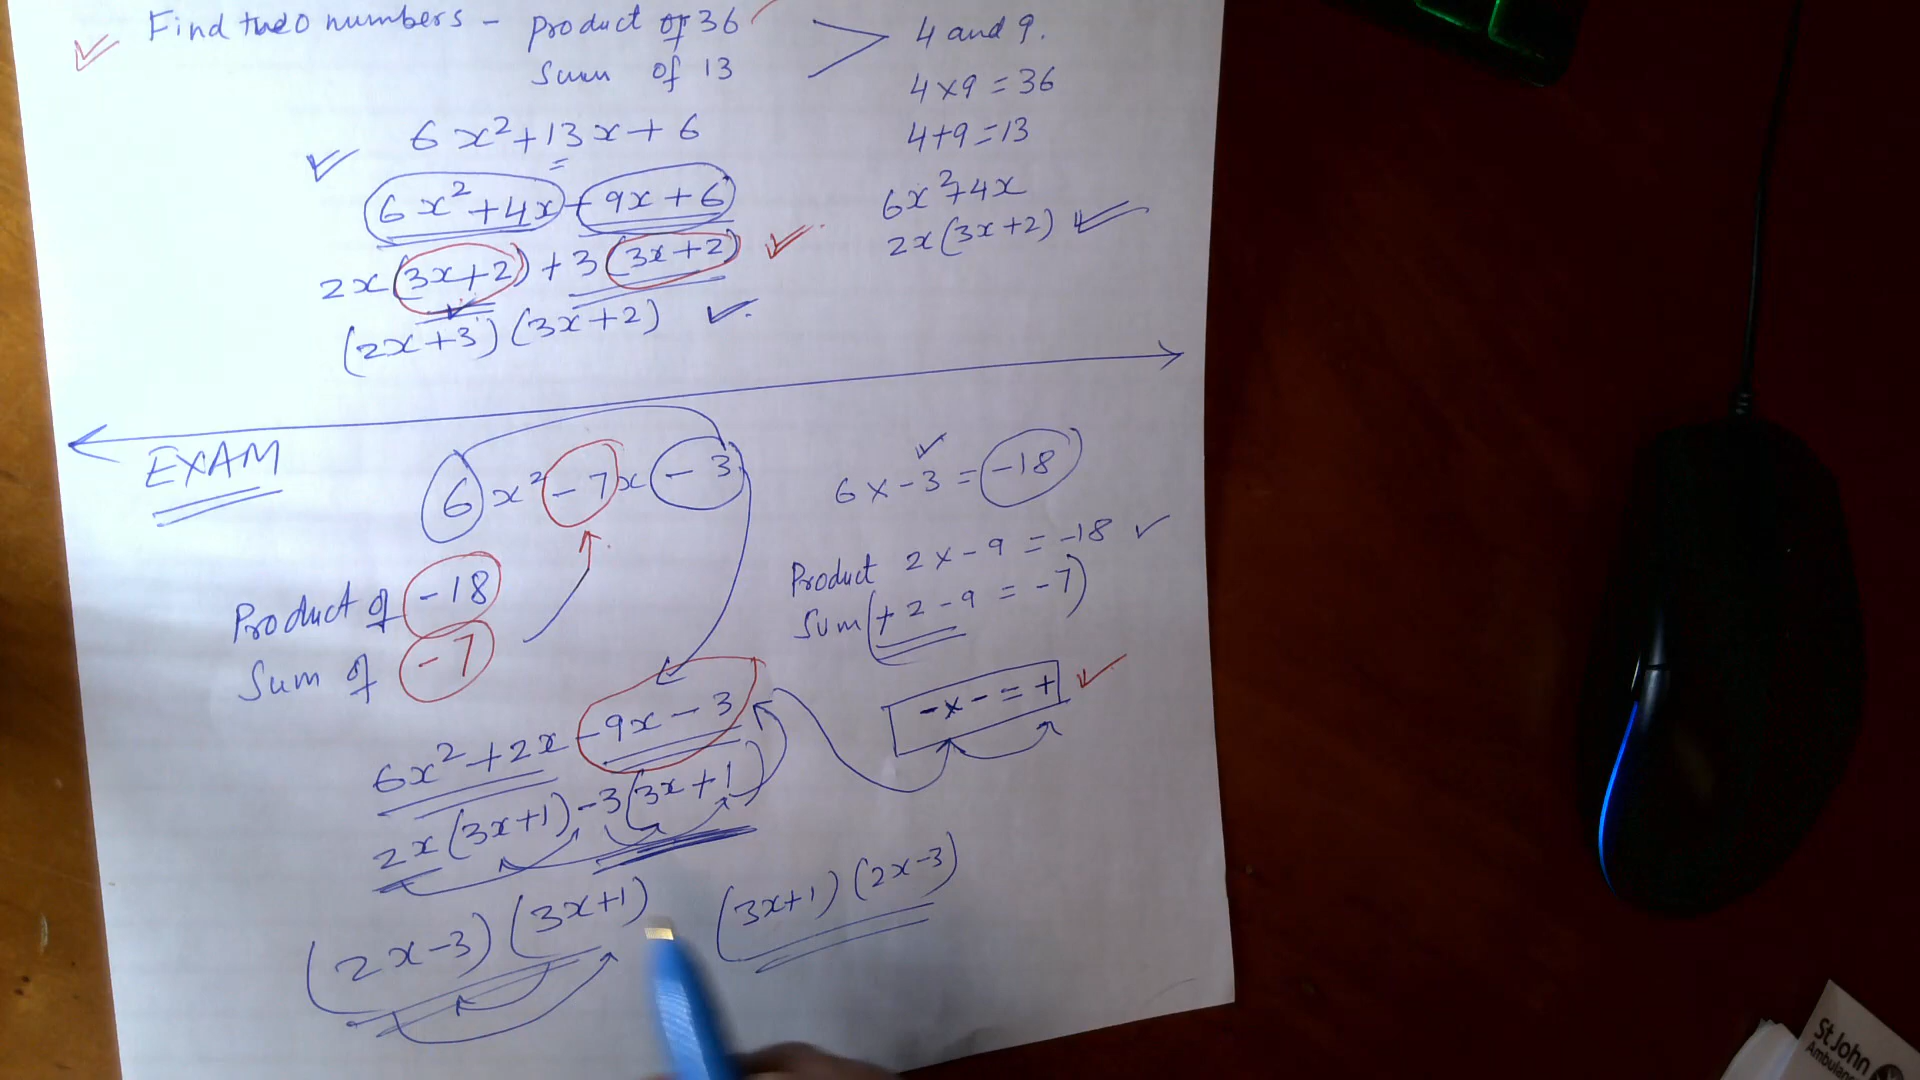 Find two numbers - product of 36
Sum of 13
4 and 9.
4×9 = 36
4+9=13
6x²+13x+6
6x²+4x+9x+6
2x(3x+2)+3(3x+2)
(2x+3)(3x+2)
6x²+4x
2x(3x+2)
EXAM
6x²-7x-3
6x-3=-18
Product of -18
Sum of -7
Product 2x-9=-18
Sum (+2-9=-7)
-x-=+
6x²+2x-9x-3
2x(3x+1)-3(3x+1)
(2x-3)(3x+1)
(3x+1)(2x-3)
St John